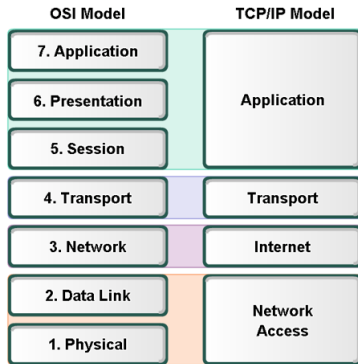 OSI Model
TCP/IP Model
7. Application
6. Presentation
5. Session
Application
4. Transport
Transport
3. Network
Internet
2. Data Link
1. Physical
Network
Access